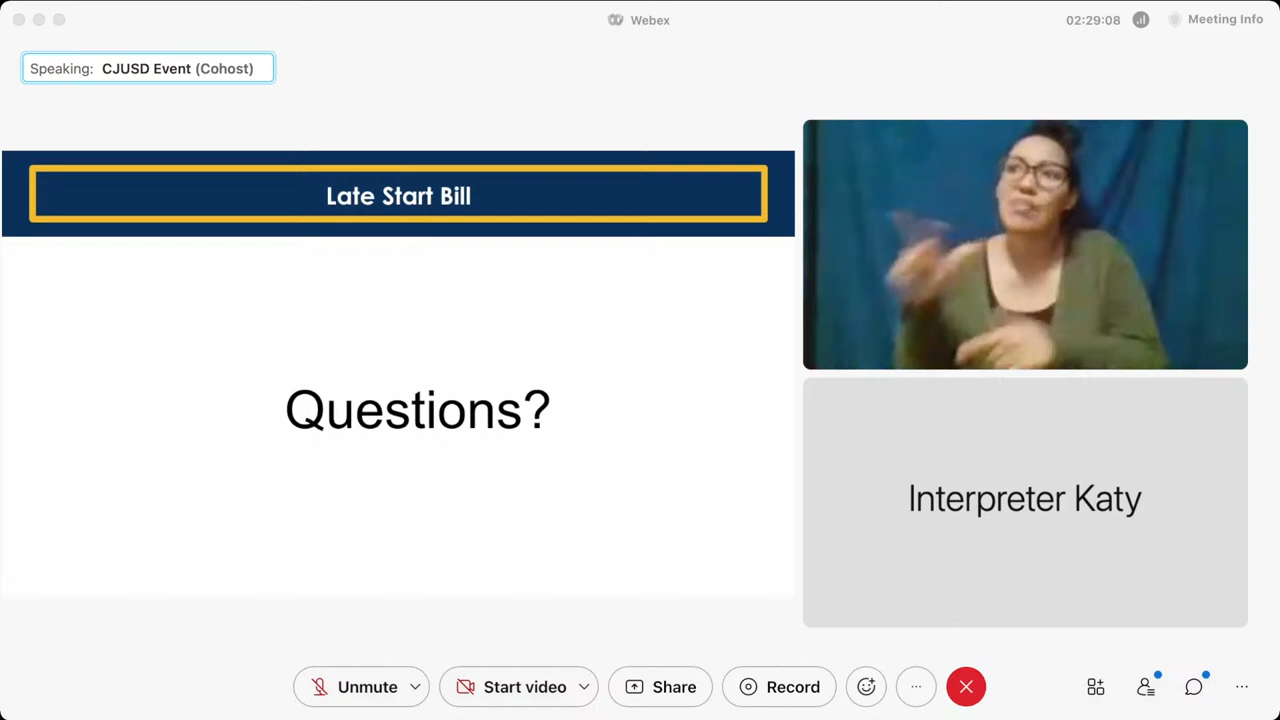 Webex
02:29:08
Meeting Info
Speaking: CJUSD Event (Cohost)
Late Start Bill
Questions?
Interpreter Katy
Unmute
Start video
Share
Record